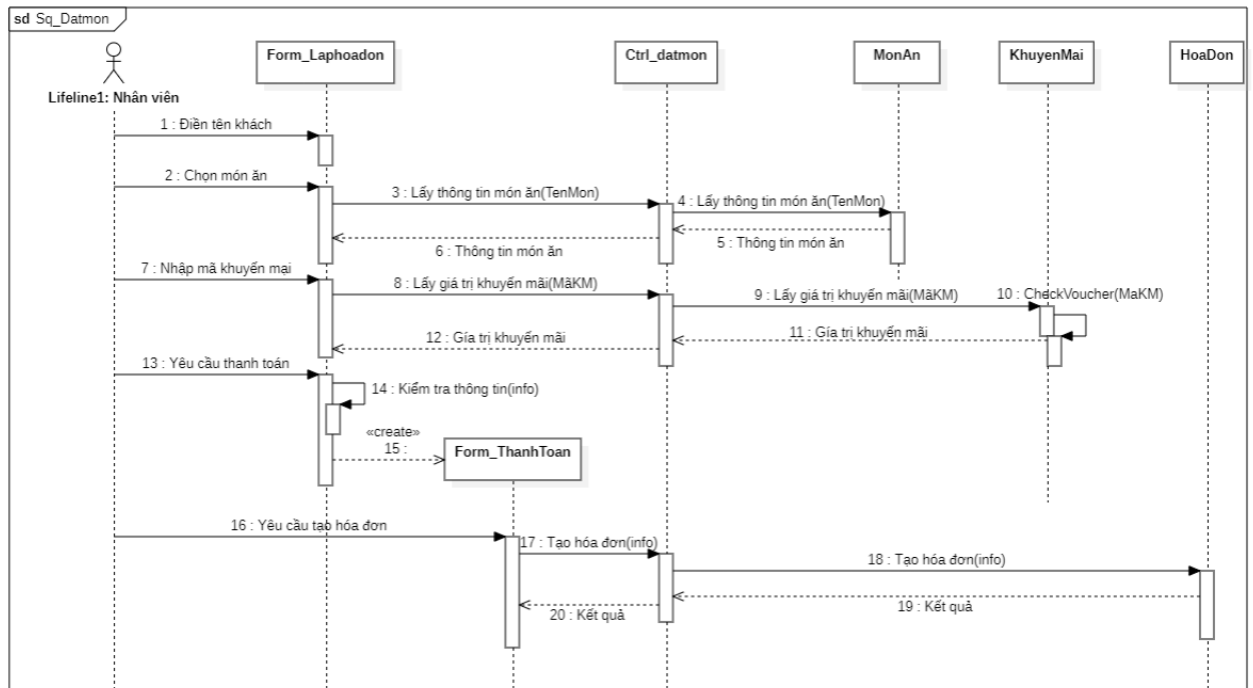 sd Sq_Datmon
Form_Laphoadon
Ctrl_datmon
MonAn
KhuyenMai
HoaDon
Lifeline1: Nhân viên
1 : Điền tên khách
2 : Chọn món ăn
3 : Lấy thông tin món ăn(TenMon)
4 : Lấy thông tin món ăn(TenMon)
5 : Thông tin món ăn
6 : Thông tin món ăn
7 : Nhập mã khuyến mại
8 : Lấy giá trị khuyến mãi(MãKM)
9 : Lấy giá trị khuyến mãi(MãKM)
10 : CheckVoucher(MaKM)
11 : Gía trị khuyến mãi
12 : Gía trị khuyến mãi
13 : Yêu cầu thanh toán
14 : Kiểm tra thông tin(info)
«create»
15 :
Form_ThanhToan
16 : Yêu cầu tạo hóa đơn
17 : Tạo hóa đơn(info)
18 : Tạo hóa đơn(info)
19 : Kết quả
20 : Kết quả